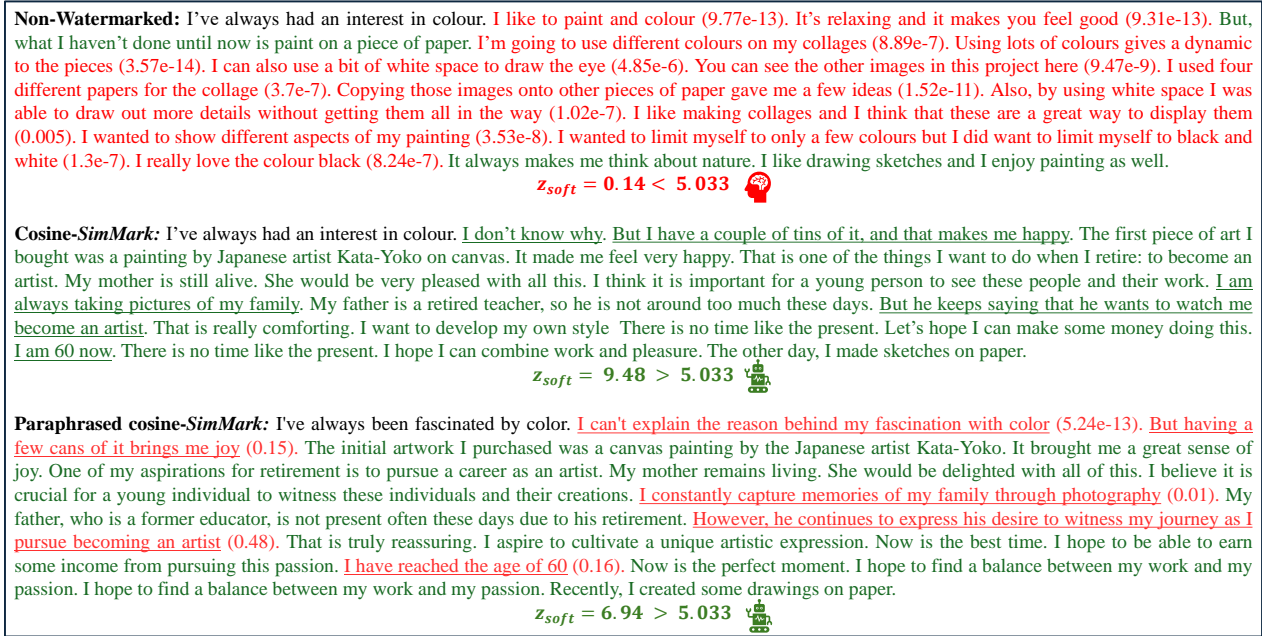 Non-Watermarked: I've always had an interest in colour. I like to paint and colour (9.77e-13). It's relaxing and it makes you feel good (9.31e-13). But,
what I haven't done until now is paint on a piece of paper. I'm going to use different colours on my collages (8.89e-7). Using lots of colours gives a dynamic
to the pieces (3.57e-14). I can also use a bit of white space to draw the eye (4.85e-6). You can see the other images in this project here (9.47e-9). I used four
different papers for the collage (3.7e-7). Copying those images onto other pieces of paper gave me a few ideas (1.52e-11). Also, by using white space I was
able to draw out more details without getting them all in the way (1.02e-7). I like making collages and I think that these are a great way to display them
(0.005). I wanted to show different aspects of my painting (3.53e-8). I wanted to limit myself to only a few colours but I did want to limit myself to black and
white (1.3e-7). I really love the colour black (8.24e-7). It always makes me think about nature. I like drawing sketches and I enjoy painting as well.
z_soft = 0.14 < 5.033
Cosine-SimMark: I've always had an interest in colour. I don't know why. But I have a couple of tins of it, and that makes me happy. The first piece of art I
bought was a painting by Japanese artist Kata-Yoko on canvas. It made me feel very happy. That is one of the things I want to do when I retire: to become an
artist. My mother is still alive. She would be very pleased with all this. I think it is important for a young person to see these people and their work. I am
always taking pictures of my family. My father is a retired teacher, so he is not around too much these days. But he keeps saying that he wants to watch me
become an artist. That is really comforting. I want to develop my own style There is no time like the present. Let's hope I can make some money doing this.
I am 60 now. There is no time like the present. I hope I can combine work and pleasure. The other day, I made sketches on paper.
z_soft = 9.48 > 5.033
Paraphrased cosine-SimMark: I've always been fascinated by color. I can't explain the reason behind my fascination with color (5.24e-13). But having a
few cans of it brings me joy (0.15). The initial artwork I purchased was a canvas painting by the Japanese artist Kata-Yoko. It brought me a great sense of
joy. One of my aspirations for retirement is to pursue a career as an artist. My mother remains living. She would be delighted with all of this. I believe it is
crucial for a young individual to witness these individuals and their creations. I constantly capture memories of my family through photography (0.01). My
father, who is a former educator, is not present often these days due to his retirement. However, he continues to express his desire to witness my journey as I
pursue becoming an artist (0.48). That is truly reassuring. I aspire to cultivate a unique artistic expression. Now is the best time. I hope to be able to earn
some income from pursuing this passion. I have reached the age of 60 (0.16). Now is the perfect moment. I hope to find a balance between my work and my
passion. I hope to find a balance between my work and my passion. Recently, I created some drawings on paper.
z_soft = 6.94 > 5.033